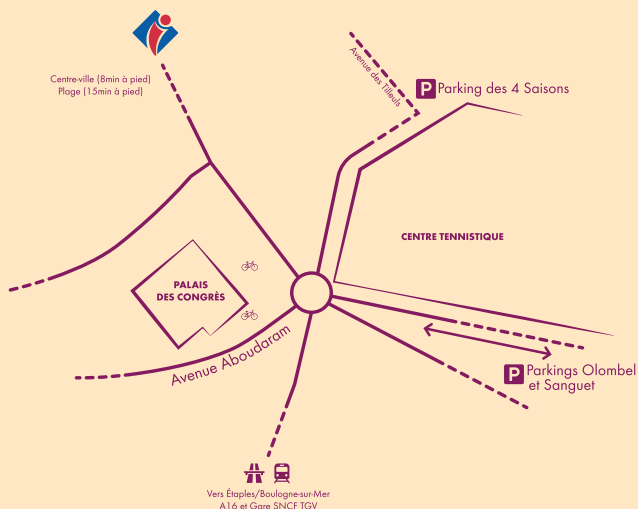 Avenue des Tilleuls
Centre-ville (8min à pied)
Plage (15min à pied)
P Parking des 4 Saisons
CENTRE TENNISTIQUE
PALAIS
DES CONGRÈS
Avenue Aboudaram
P Parkings Olombel
et Sanguet
Vers Étaples/Boulogne-sur-Mer
A16 et Gare SNCF TGV